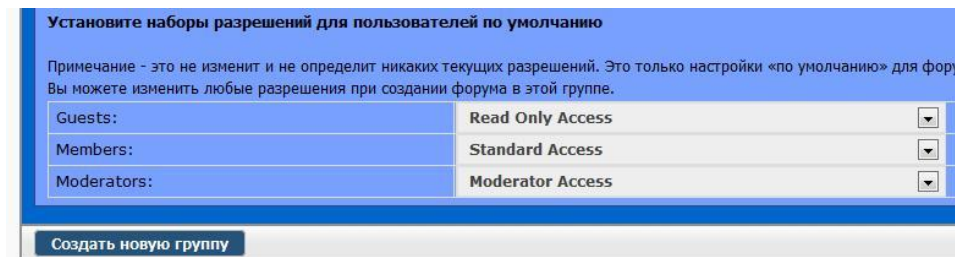 Установите наборы разрешений для пользователей по умолчанию
Примечание - это не изменит и не определит никаких текущих разрешений. Это только настройки «по умолчанию» для
Вы можете изменить любые разрешения при создании форума в этой группе.
Guests: Read Only Access
Members: Standard Access
Moderators: Moderator Access
Создать новую группу